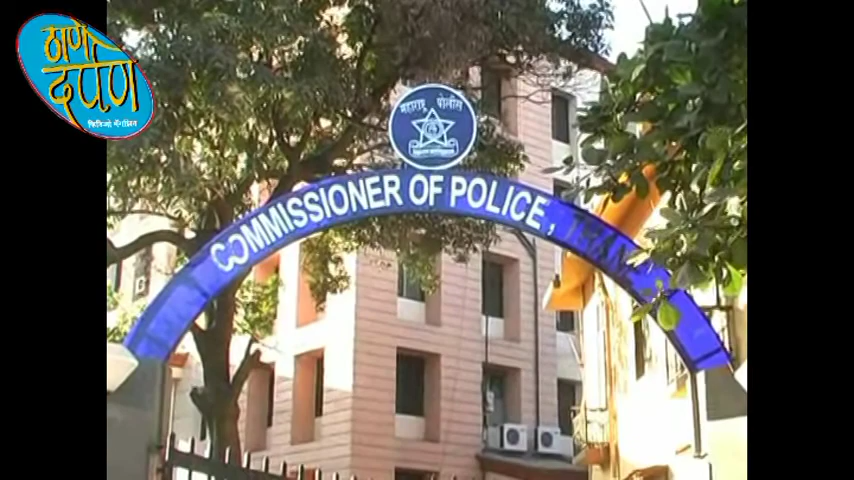 ठाणे
दर्पण
महाराष्ट्र पोलीस
COMMISSIONER OF POLICE,